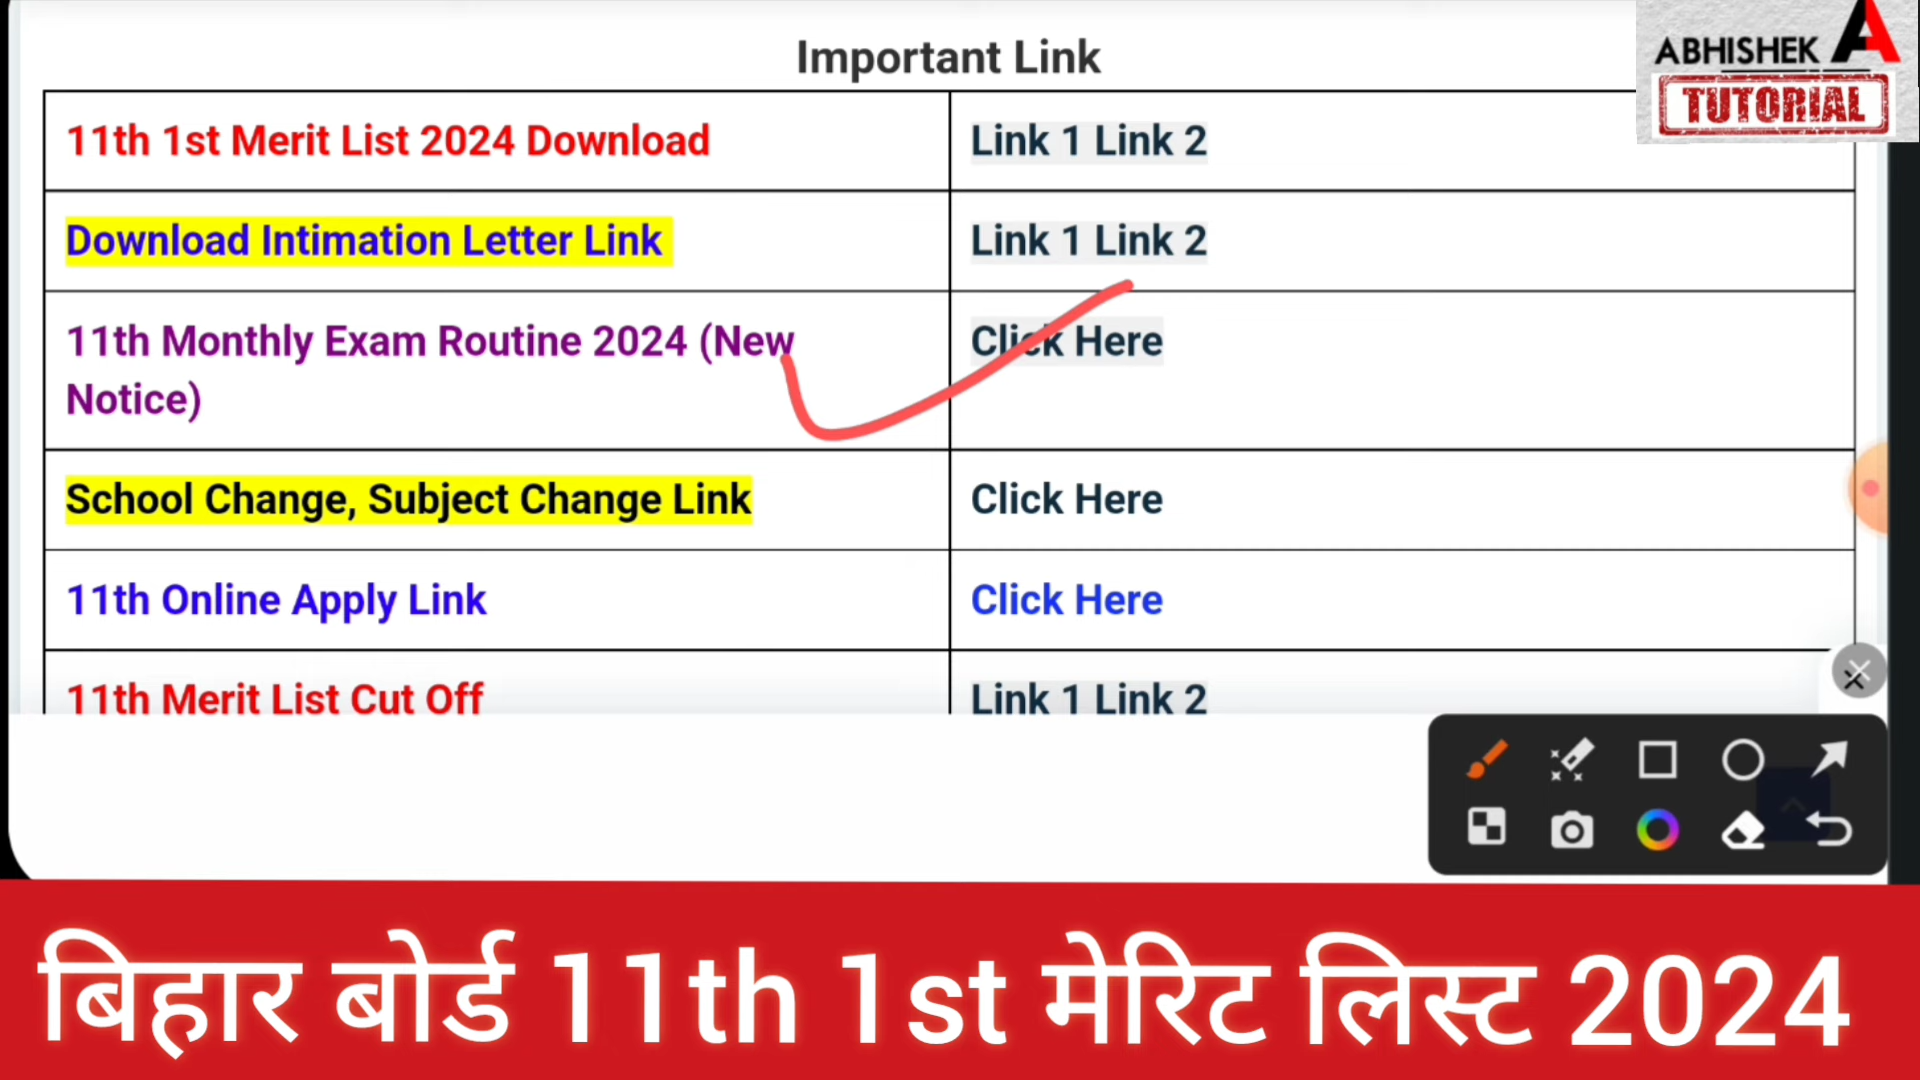 Important Link
ABHISHEK A
TUTORIAL
11th 1st Merit List 2024 Download
Link 1 Link 2
Download Intimation Letter Link
Link 1 Link 2
11th Monthly Exam Routine 2024 (New
Notice)
Click Here
School Change, Subject Change Link
Click Here
11th Online Apply Link
Click Here
11th Merit List Cut Off
Link 1 Link 2
बिहार बोर्ड 11th 1st मेरिट लिस्ट 2024